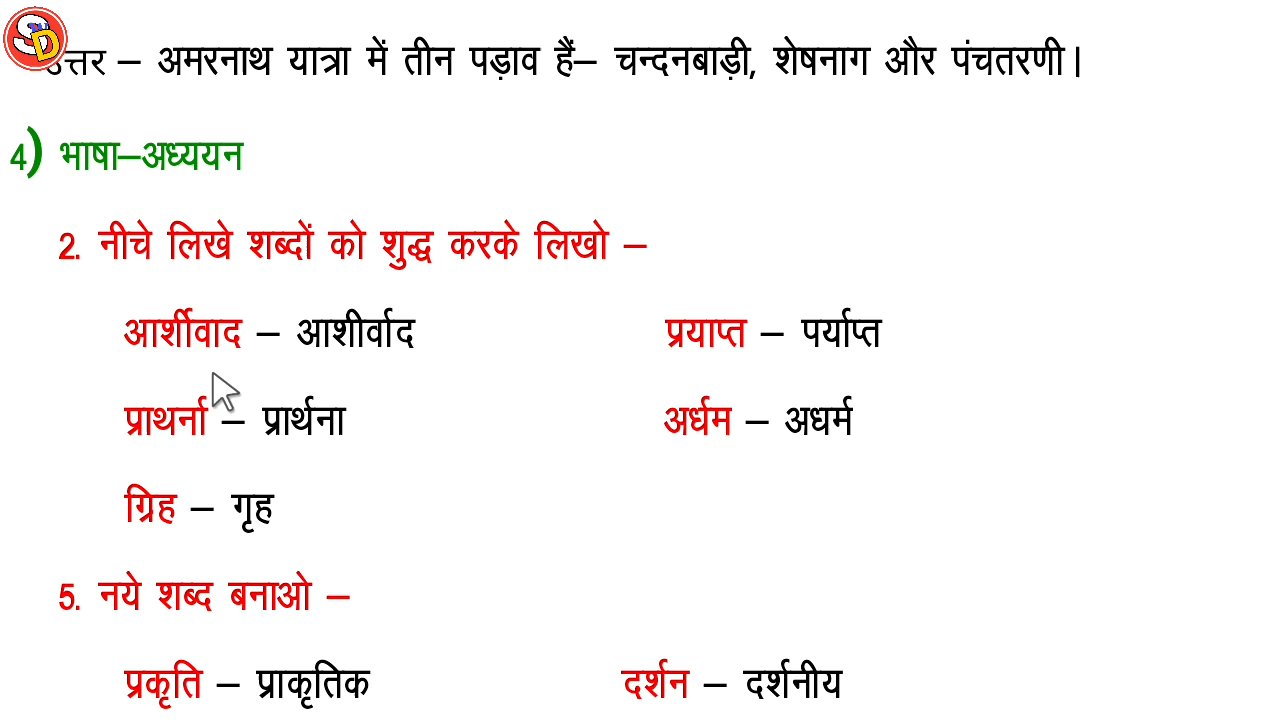 उत्तर – अमरनाथ यात्रा में तीन पड़ाव हैं– चन्दनबाड़ी, शेषनाग और पंचतरणी।
4) भाषा–अध्ययन
2. नीचे लिखे शब्दों को शुद्ध करके लिखो –
आर्शीवाद – आशीर्वाद प्रयाप्त – पर्याप्त
प्राथर्ना – प्रार्थना अर्धम – अधर्म
ग्रिह – गृह
5. नये शब्द बनाओ –
प्रकृति – प्राकृतिक दर्शन – दर्शनीय